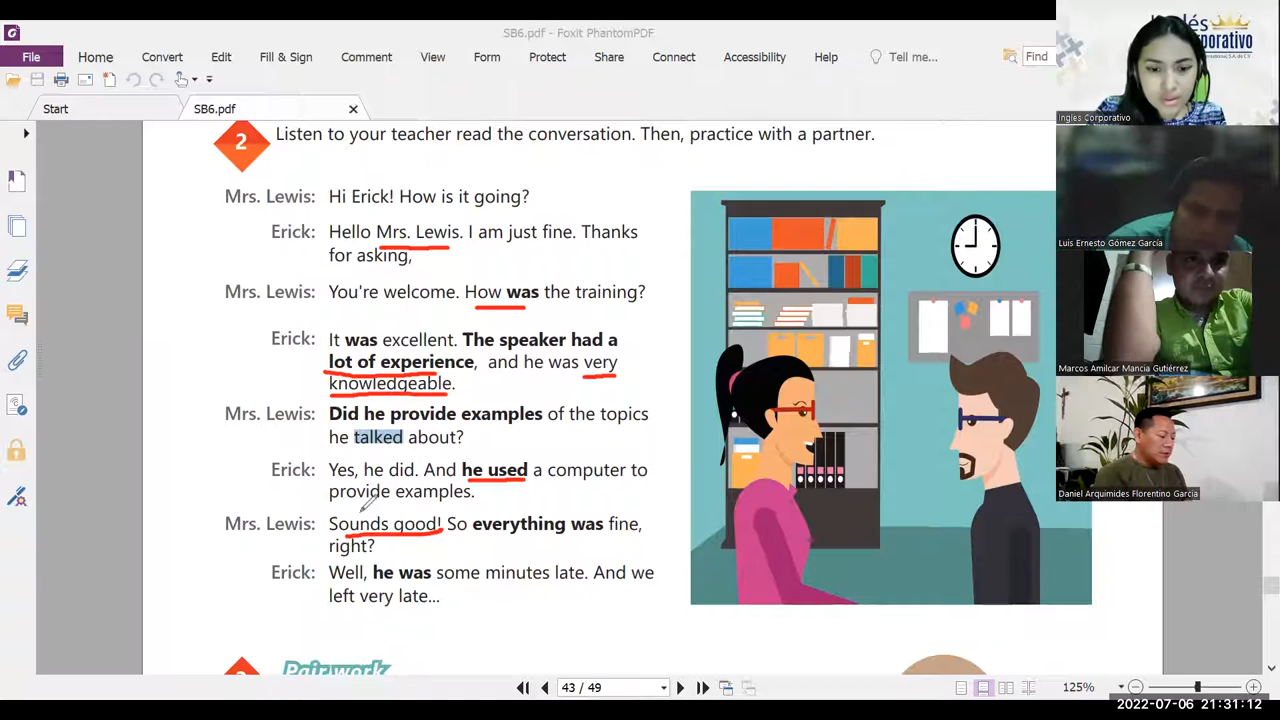 SB6.pdf - Foxit PhantomPDF
File Home Convert Edit Fill & Sign Comment View Form Protect Share Connect Accessibility Help Tell me... Find
Start SB6.pdf
2 Listen to your teacher read the conversation. Then, practice with a partner.
Mrs. Lewis: Hi Erick! How is it going?
Erick: Hello Mrs. Lewis. I am just fine. Thanks
for asking,
Mrs. Lewis: You're welcome. How was the training?
Erick: It was excellent. The speaker had a
lot of experience, and he was very
knowledgeable.
Mrs. Lewis: Did he provide examples of the topics
he talked about?
Erick: Yes, he did. And he used a computer to
provide examples.
Mrs. Lewis: Sounds good! So everything was fine,
right?
Erick: Well, he was some minutes late. And we
left very late...
Pair work
43 / 49
125%
Ingles Corporativo
Luis Ernesto Gómez García
Marcos Amilcar Mancia Gutiérrez
Daniel Arquimides Florentino Garcia
2022-07-06 21:31:12